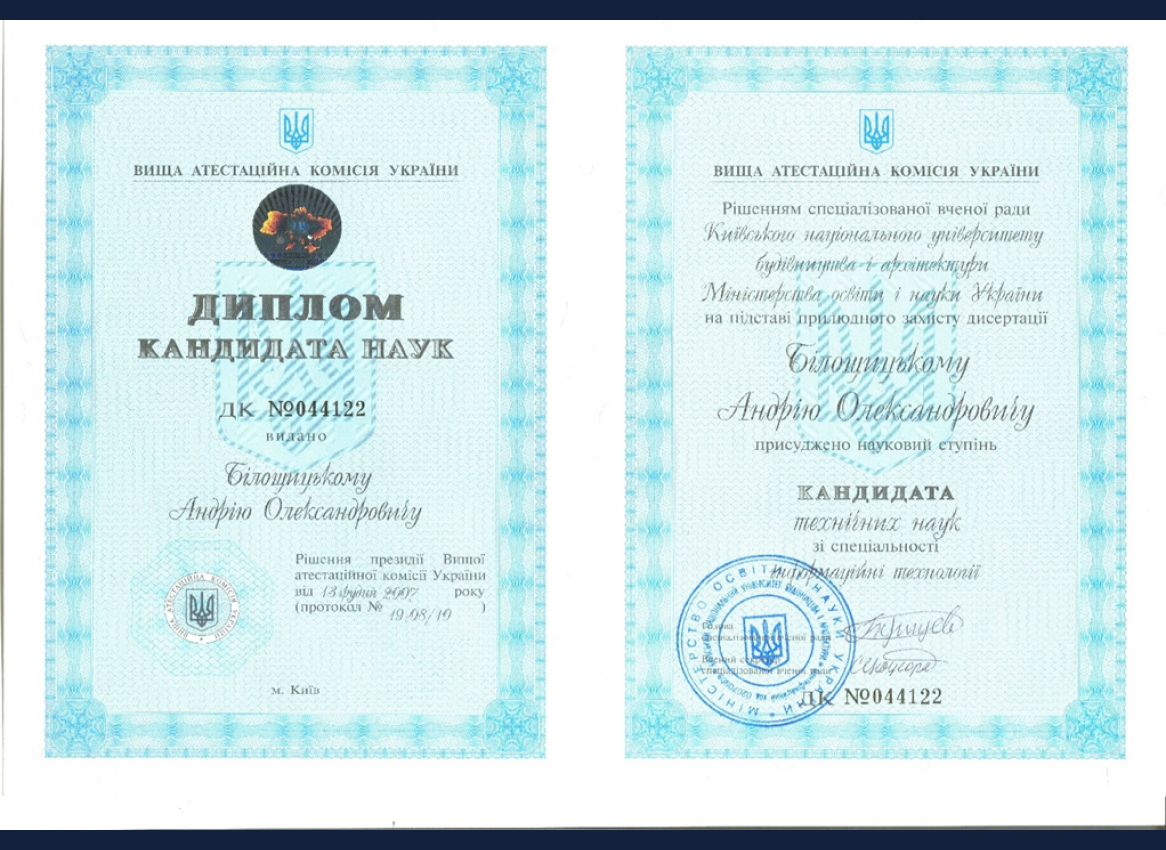 ВИЩА АТЕСТАЦІЙНА КОМІСІЯ УКРАЇНИ
ДИПЛОМ
КАНДИДАТА НАУК
ДК №044122
видано
Білощицькому
Андрію Олександровичу
Рішення президії Вищої
атестаційної комісії України
від 13 грудня 2007 року
(протокол № 19.08/10 )
ВИЩА АТЕСТАЦІЙНА КОМІСІЯ УКРАЇНИ
м. Київ
ВИЩА АТЕСТАЦІЙНА КОМІСІЯ УКРАЇНИ
Рішенням спеціалізованої вченої ради
Київського національного університету
будівництва і архітектури
Міністерства освіти і науки України
на підставі прилюдного захисту дисертації
Білощицькому
Андрію Олександровичу
присуджено науковий ступінь
КАНДИДАТА
технічних наук
зі спеціальності
інформаційні технології
Голова
спеціалізованої вченої ради
Вчений секретар
спеціалізованої вченої ради
МІНІСТЕРСТВО ОСВІТИ І НАУКИ УКРАЇНИ
ДК №044122